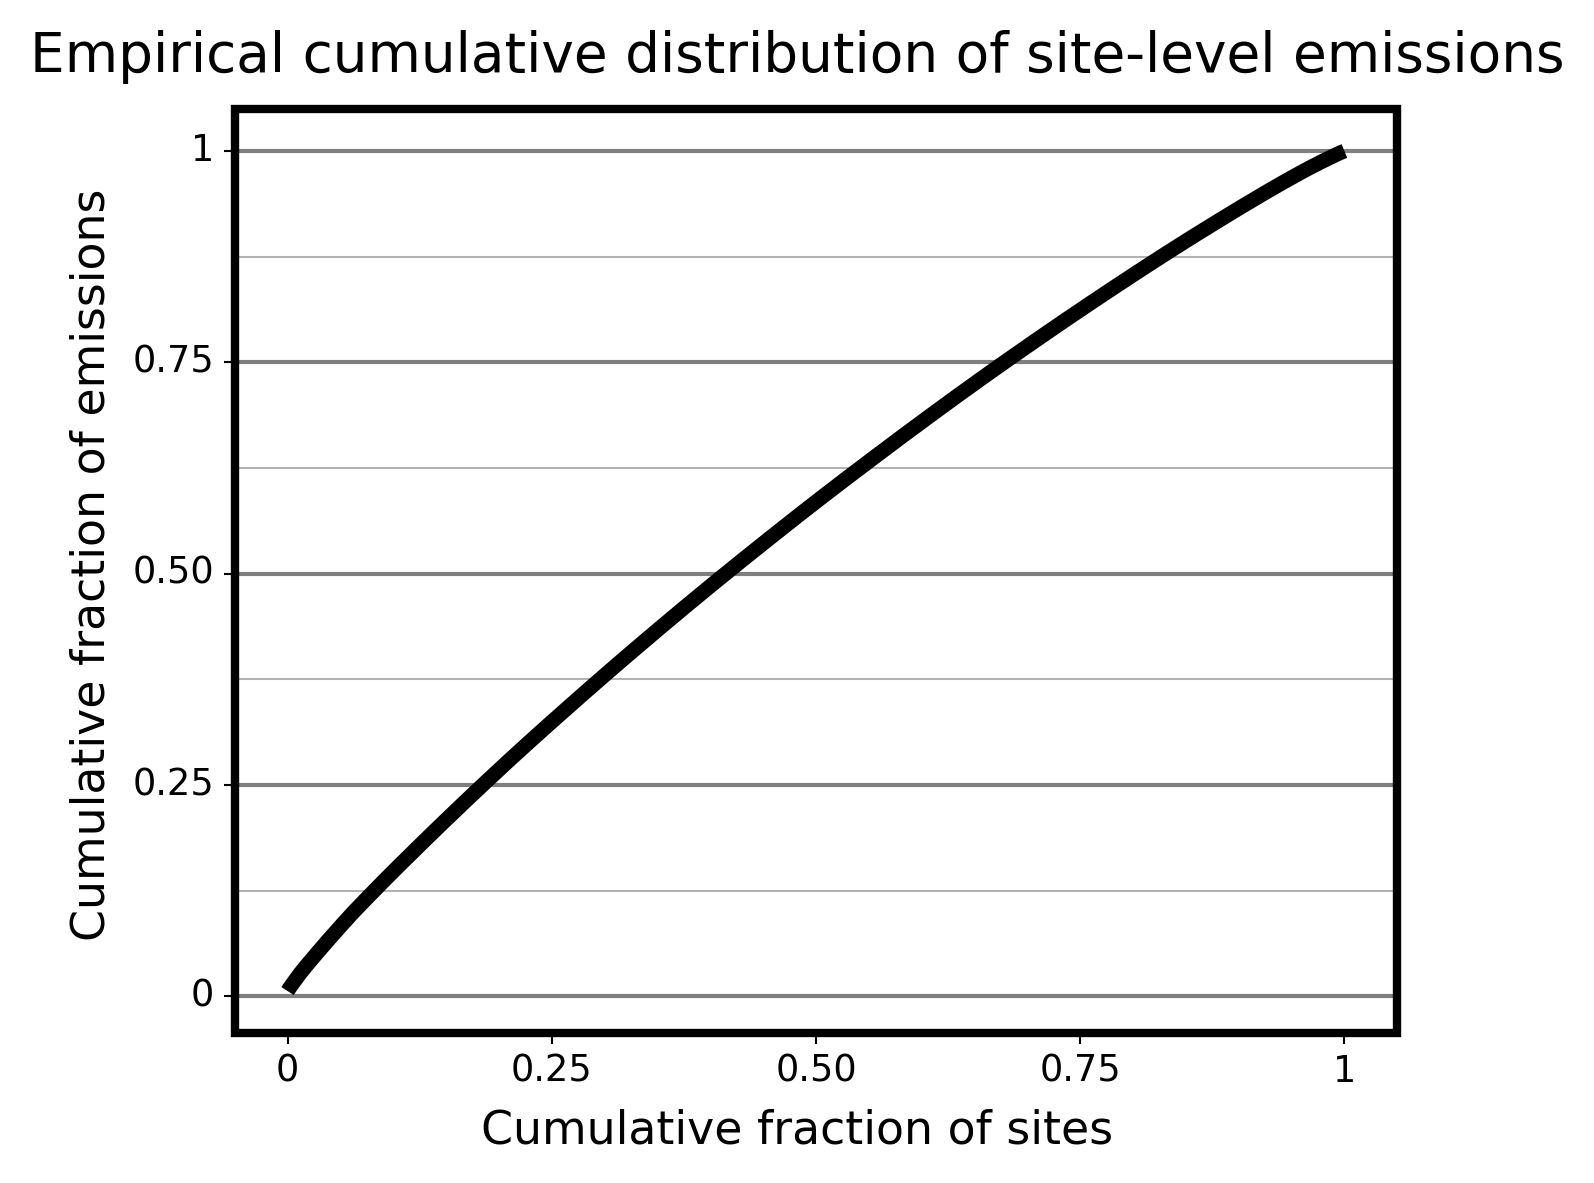 Empirical cumulative distribution of site-level emissions
Cumulative fraction of emissions
1
0.75
0.50
0.25
0
0 0.25 0.50 0.75 1
Cumulative fraction of sites